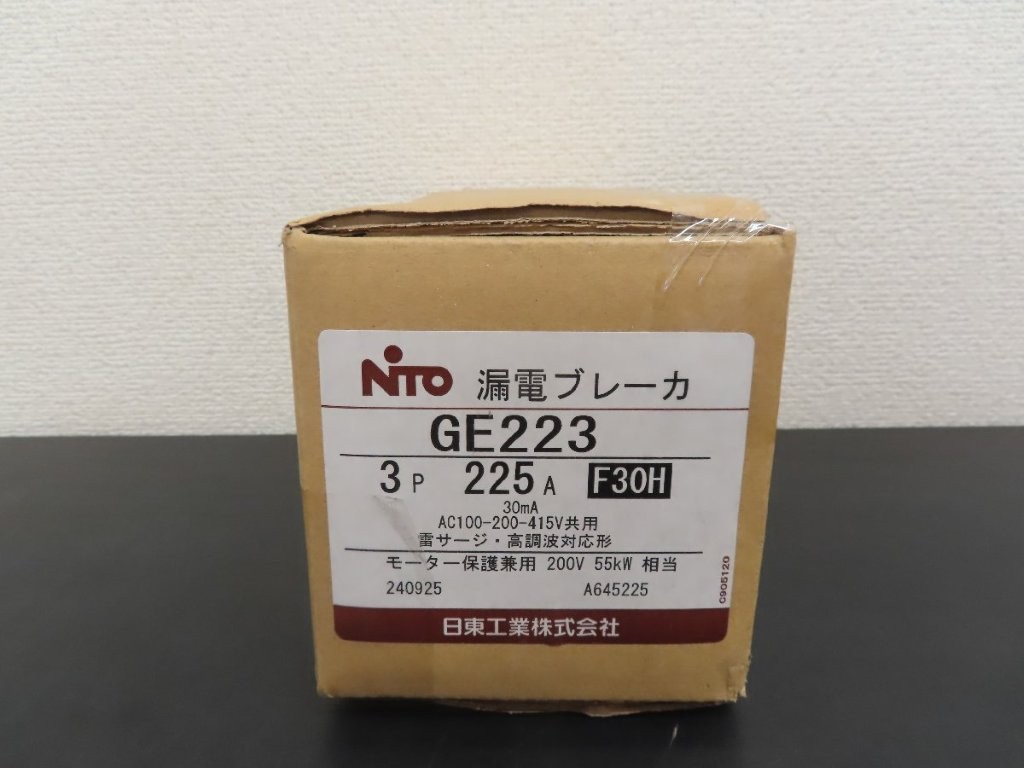 NITO 漏電ブレーカ
GE223
3P 225A F30H
30mA
AC100-200-415V共用
雷サージ・高調波対応形
モーター保護兼用 200V 55kW 相当
240925 A645225
C905120
日東工業株式会社